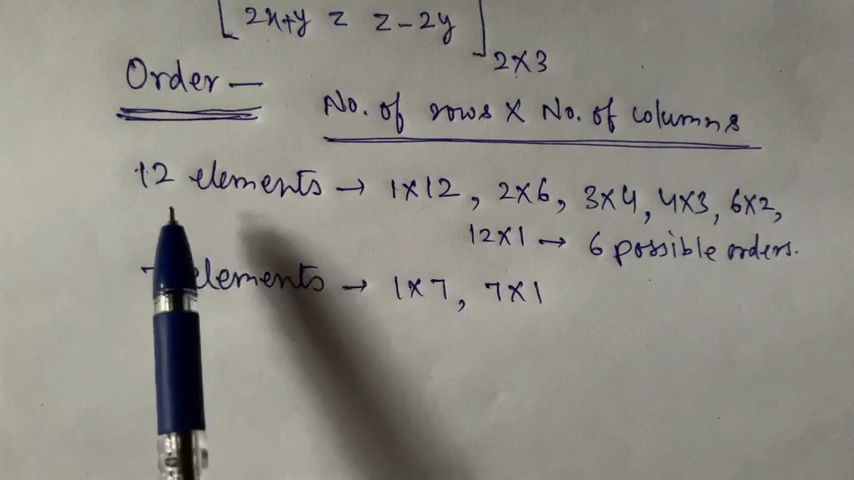 [2x+y z z-2y]2×3
Order —
No. of rows × No. of columns
12 elements → 1×12, 2×6, 3×4, 4×3, 6×2,
12×1 → 6 possible orders.
elements → 1×7, 7×1